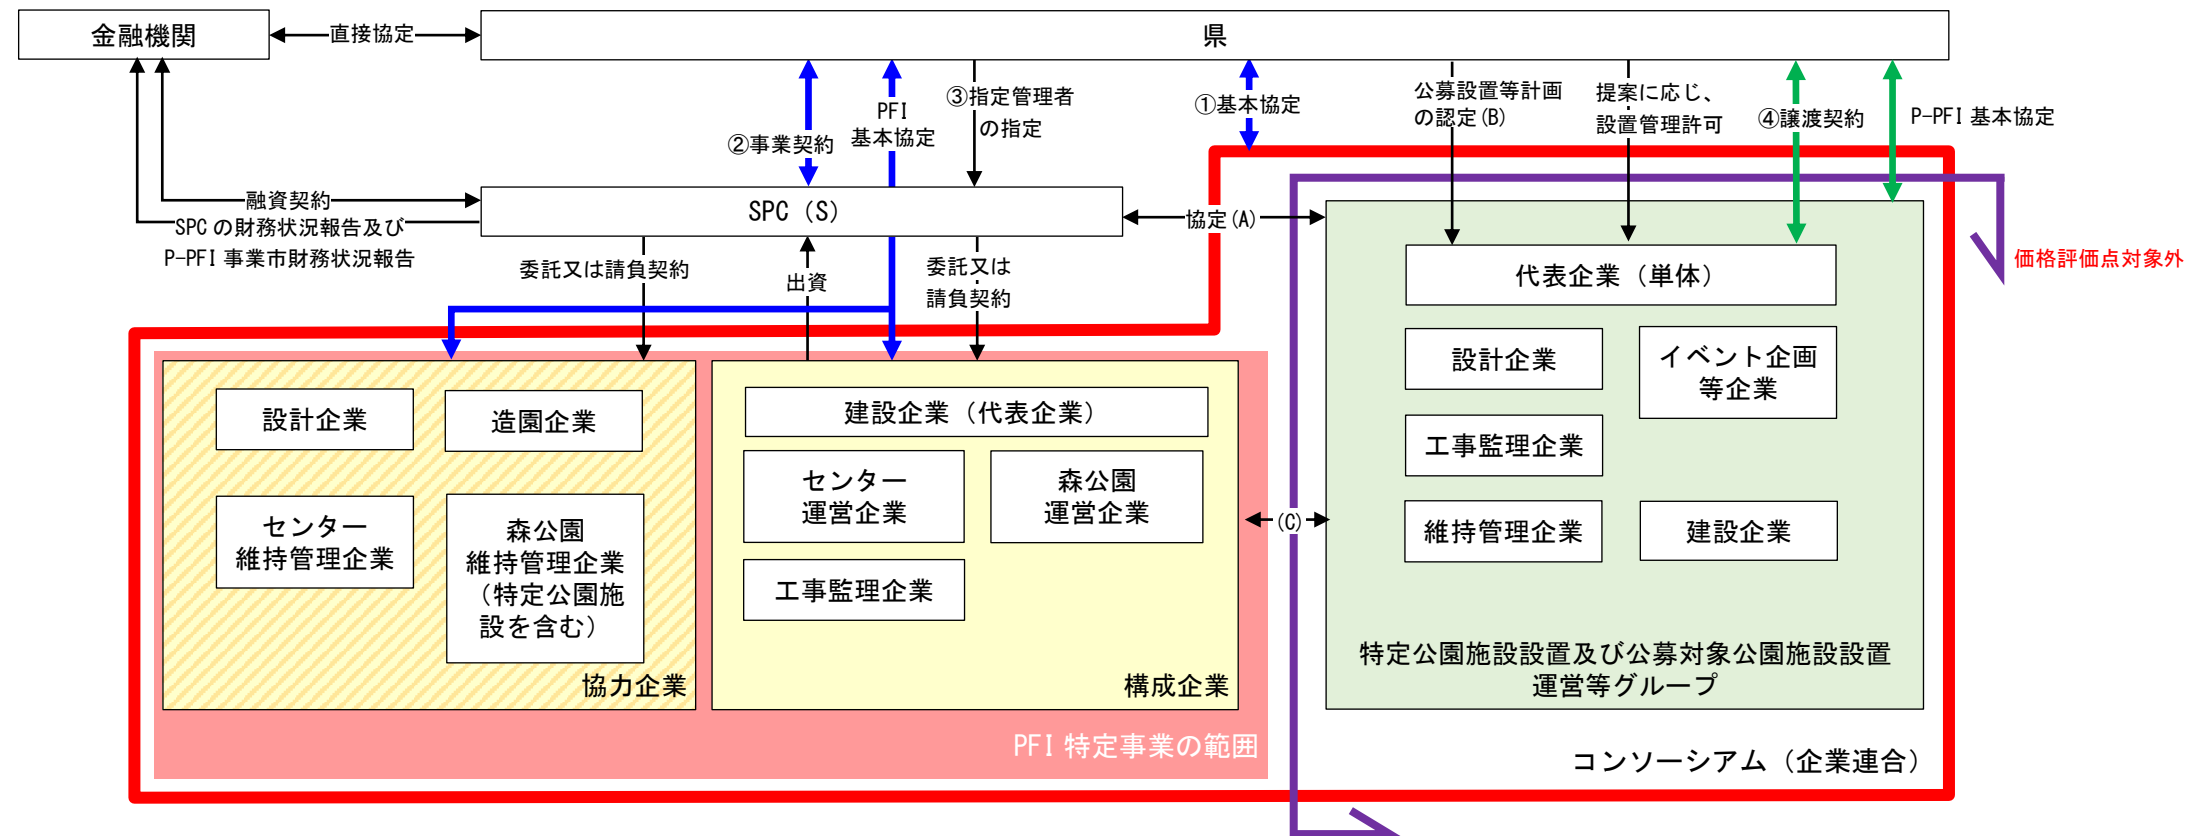 金融機関
直接協定
県
②事業契約
PFI
基本協定
③指定管理者
の指定
①基本協定
公募設置等計画
の認定(B)
提案に応じ、
設置管理許可
④譲渡契約
P-PFI 基本協定
融資契約
SPC の財務状況報告及び
P-PFI 事業市財務状況報告
SPC（S）
協定(A)
価格評価点対象外
委託又は請負契約
出資
委託又は
請負契約
代表企業（単体）
設計企業
イベント企画
等企業
工事監理企業
維持管理企業
建設企業
特定公園施設設置及び公募対象公園施設設置
運営等グループ
設計企業
造園企業
センター
維持管理企業
森公園
維持管理企業
（特定公園施
設を含む）
協力企業
建設企業（代表企業）
センター
運営企業
森公園
運営企業
工事監理企業
構成企業
(C)
PFI 特定事業の範囲
コンソーシアム（企業連合）